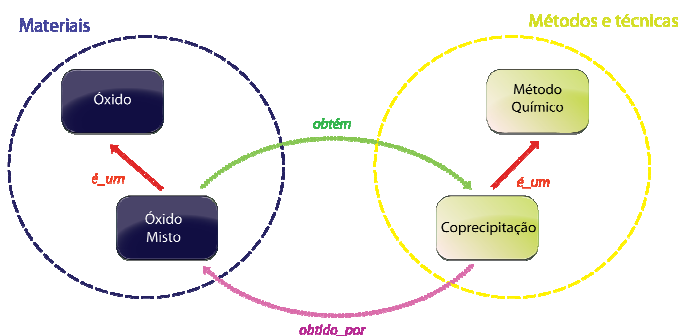 Materiais
Métodos e técnicas
Óxido
Método
Químico
obtém
é_um
é_um
Óxido
Misto
Coprecipitação
obtido_por